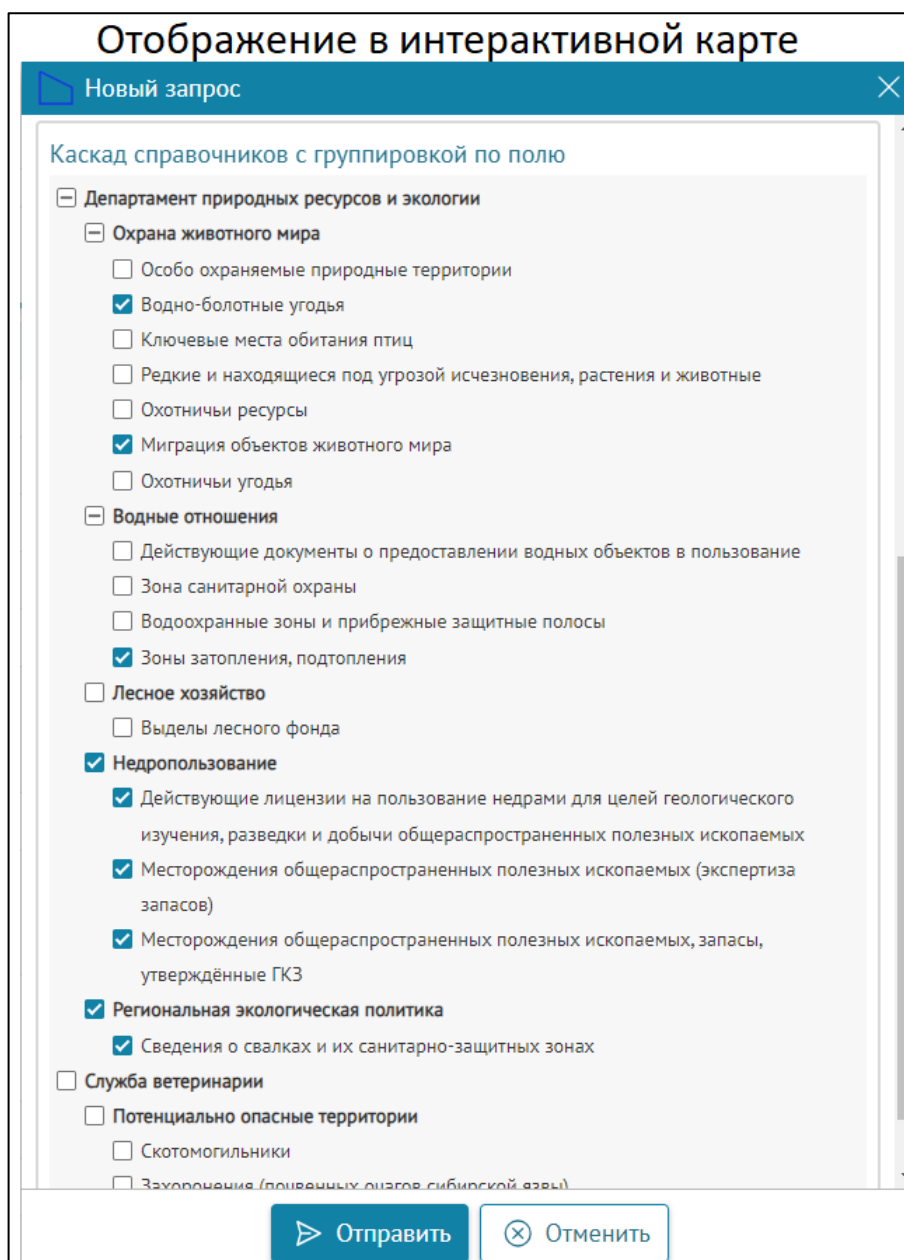 Отображение в интерактивной карте
Новый запрос
Каскад справочников с группировкой по полю
Департамент природных ресурсов и экологии
Охрана животного мира
Особо охраняемые природные территории
Водно-болотные угодья
Ключевые места обитания птиц
Редкие и находящиеся под угрозой исчезновения, растения и животные
Охотничьи ресурсы
Миграция объектов животного мира
Охотничьи угодья
Водные отношения
Действующие документы о предоставлении водных объектов в пользование
Зона санитарной охраны
Водоохранные зоны и прибрежные защитные полосы
Зоны затопления, подтопления
Лесное хозяйство
Выделы лесного фонда
Недропользование
Действующие лицензии на пользование недрами для целей геологического
изучения, разведки и добычи общераспространенных полезных ископаемых
Месторождения общераспространенных полезных ископаемых (экспертиза
запасов)
Месторождения общераспространенных полезных ископаемых, запасы,
утверждённые ГКЗ
Региональная экологическая политика
Сведения о свалках и их санитарно-защитных зонах
Служба ветеринарии
Потенциально опасные территории
Скотомогильники
Захоронения (почвенных очагов сибирской язвы)
Отправить
Отменить